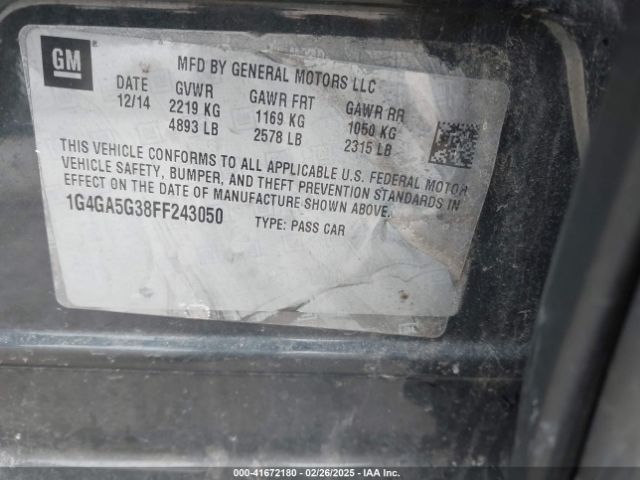 GM
MFD BY GENERAL MOTORS LLC
DATE GVWR GAWR FRT GAWR RR
12/14 2219 KG 1169 KG 1050 KG
4893 LB 2578 LB 2315 LB
THIS VEHICLE CONFORMS TO ALL APPLICABLE U.S. FEDERAL MOTOR
VEHICLE SAFETY, BUMPER, AND THEFT PREVENTION STANDARDS IN
EFFECT ON THE DATE OF MANUFACTURE SHOWN ABOVE.
1G4GA5G38FF243050 TYPE: PASS CAR
000-41672180 - 02/26/2025 - IAA Inc.